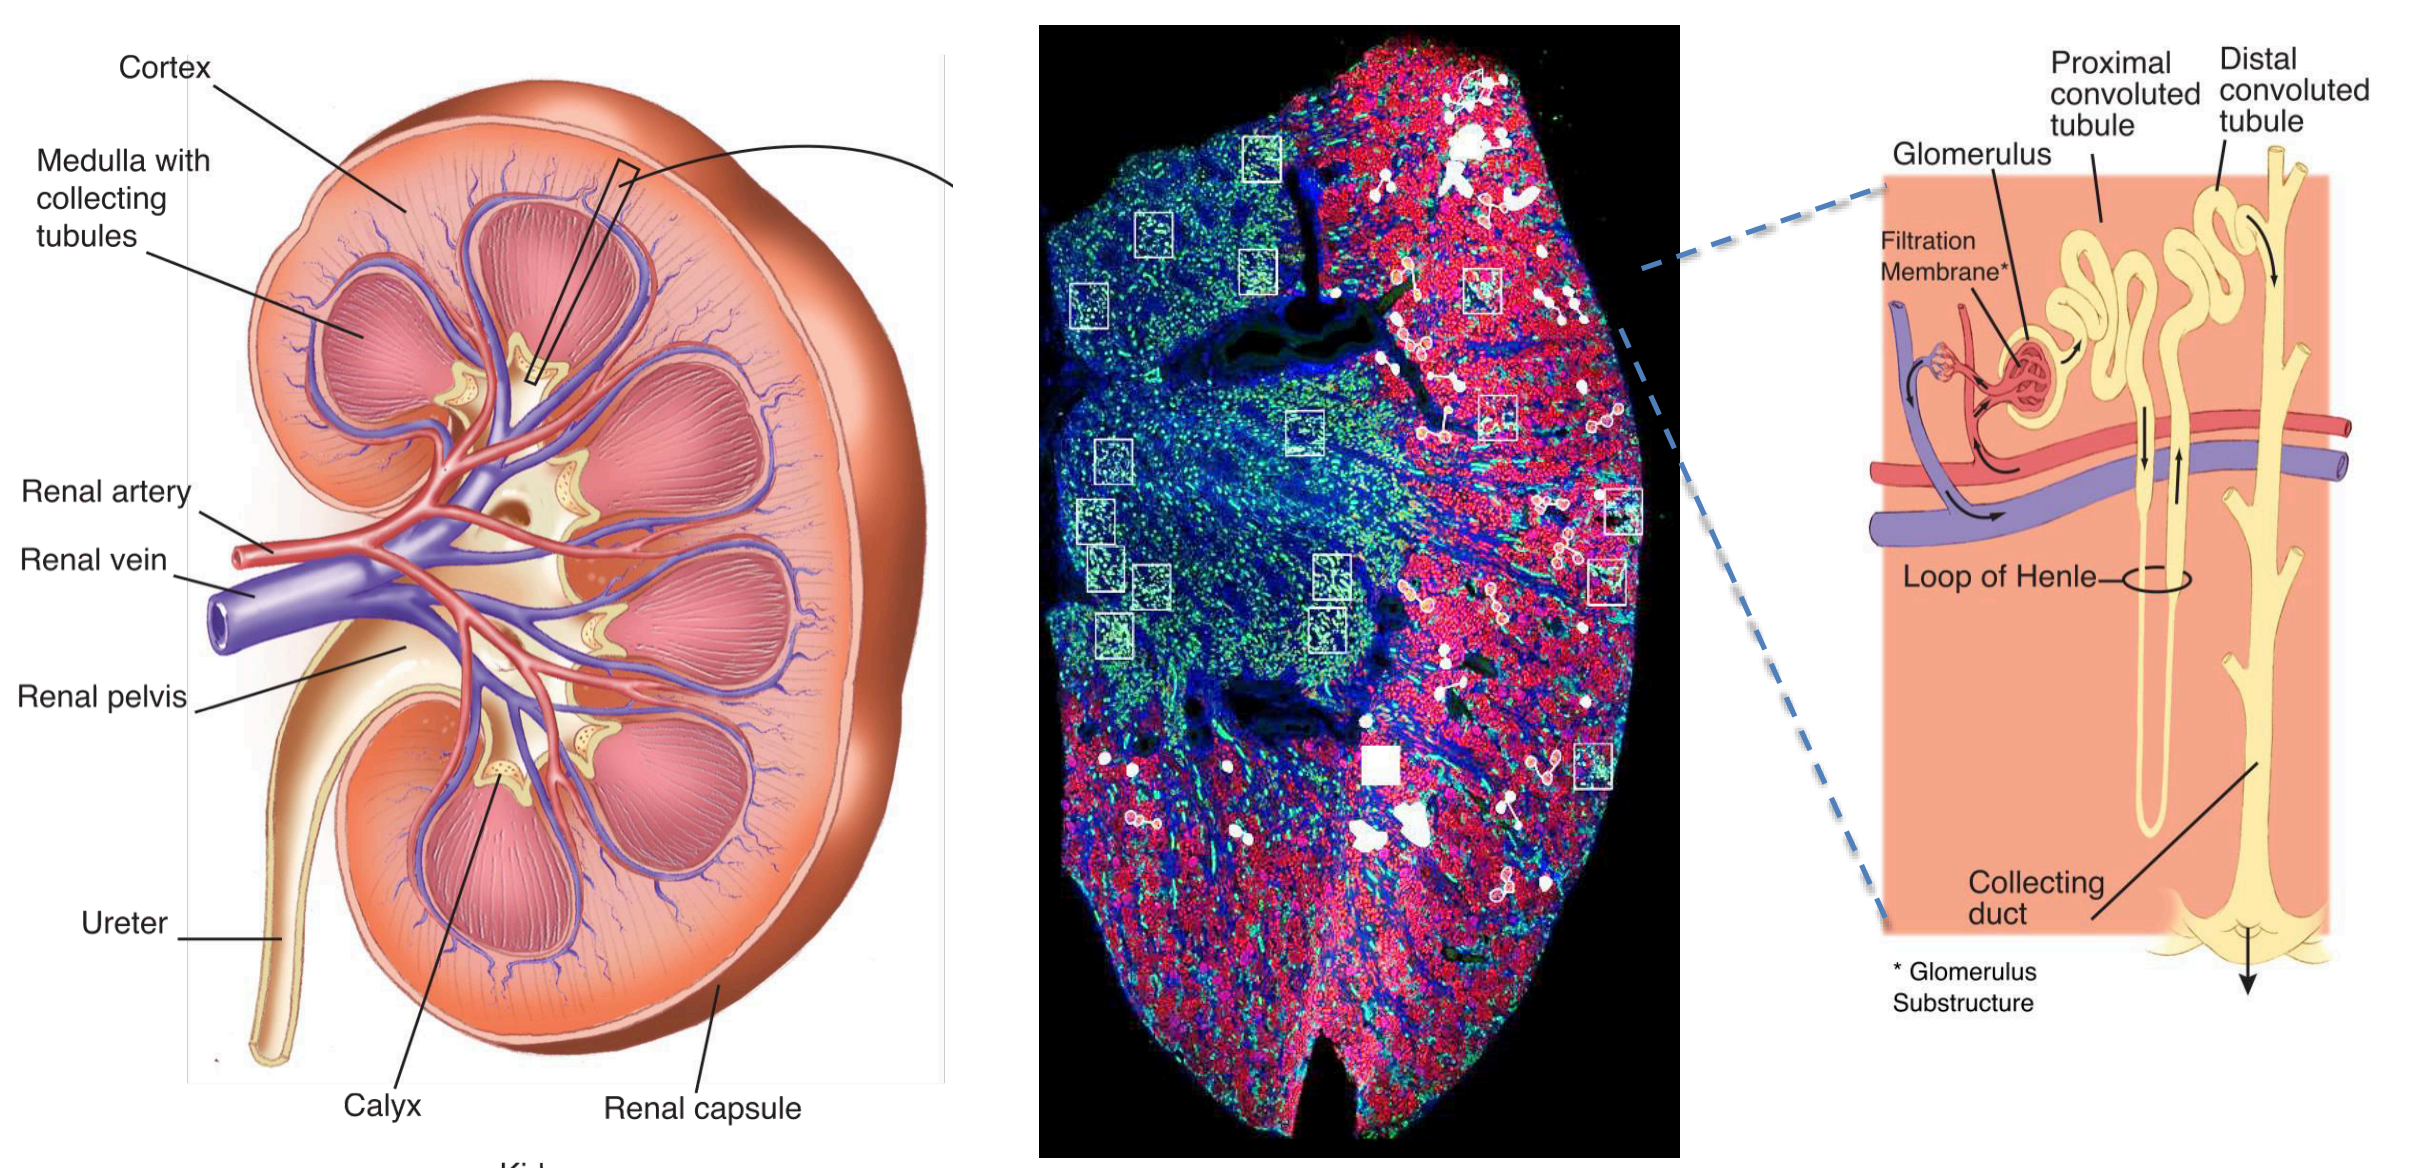 Cortex
Medulla with
collecting
tubules
Renal artery
Renal vein
Renal pelvis
Ureter
Calyx
Renal capsule
Proximal
convoluted
tubule
Distal
convoluted
tubule
Glomerulus
Filtration
Membrane*
Loop of Henle
Collecting
duct
* Glomerulus
Substructure